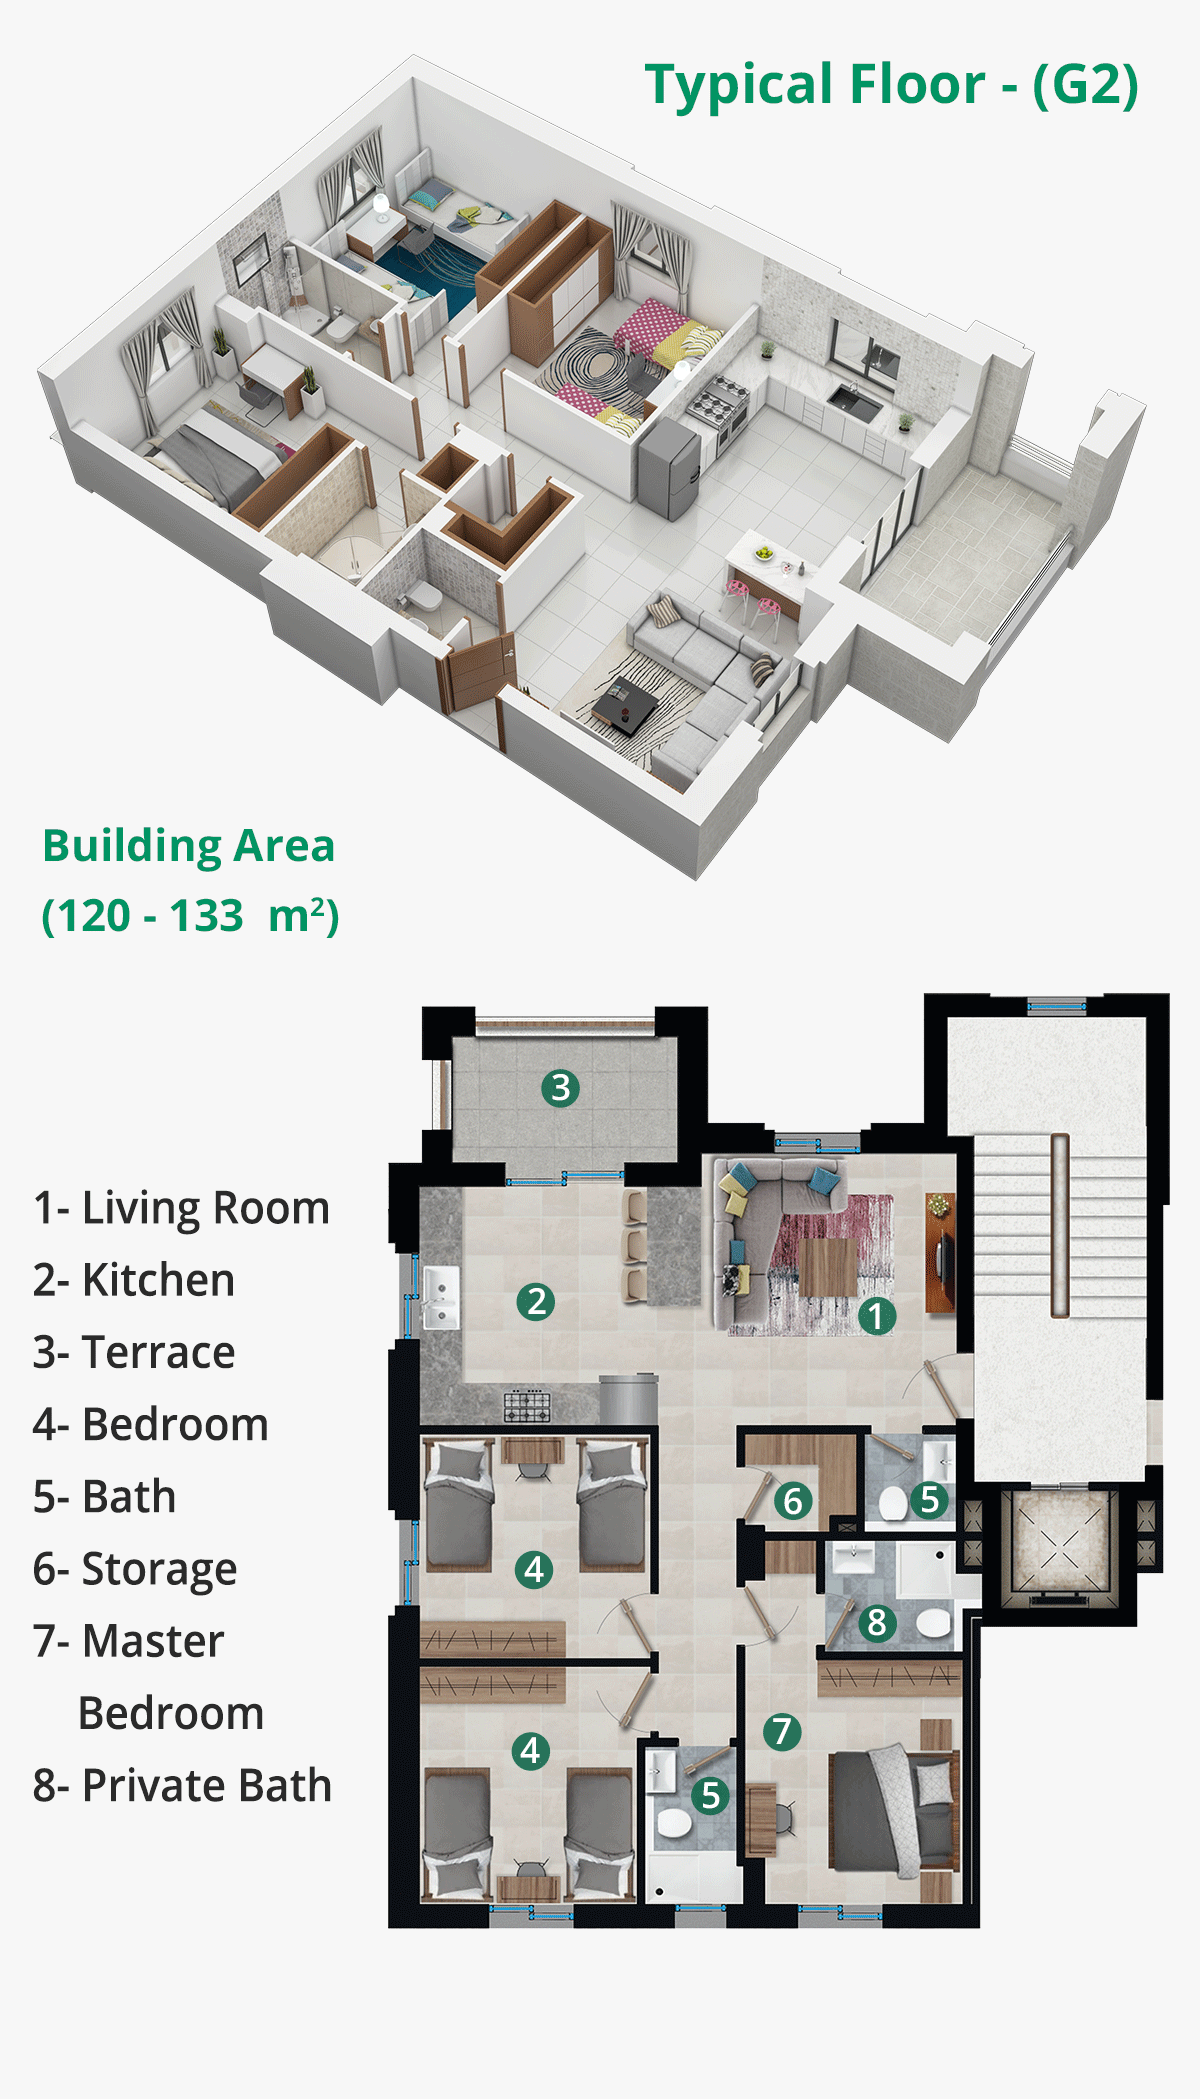 Typical Floor - (G2)
Building Area
(120 - 133 m²)
3
1- Living Room
2- Kitchen
3- Terrace
4- Bedroom
5- Bath
6- Storage
7- Master
Bedroom
8- Private Bath
2
1
6
5
4
8
7
4
5